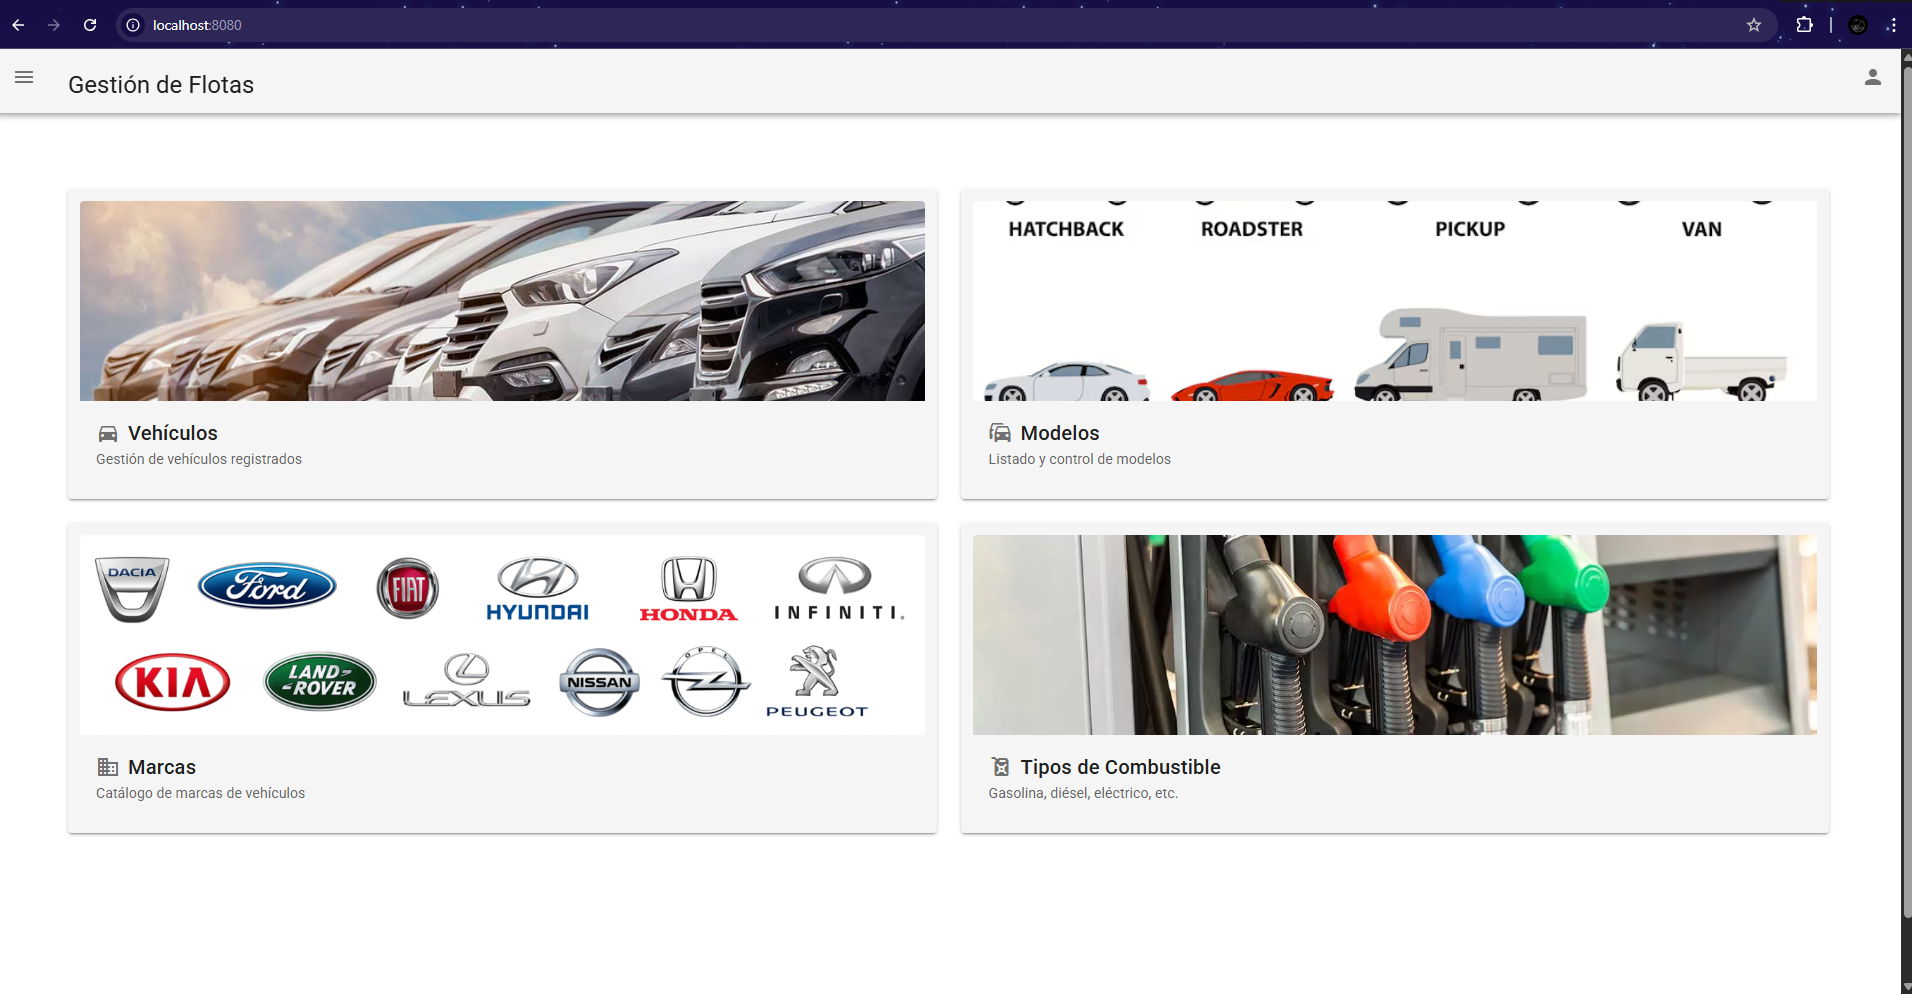 localhost:8080
Gestión de Flotas
HATCHBACK ROADSTER PICKUP VAN
Vehículos
Gestión de vehículos registrados
Modelos
Listado y control de modelos
DACIA Ford FIAT HYUNDAI HONDA INFINITI.
KIA LAND-ROVER LEXUS NISSAN OPEL PEUGEOT
Marcas
Catálogo de marcas de vehículos
Tipos de Combustible
Gasolina, diésel, eléctrico, etc.